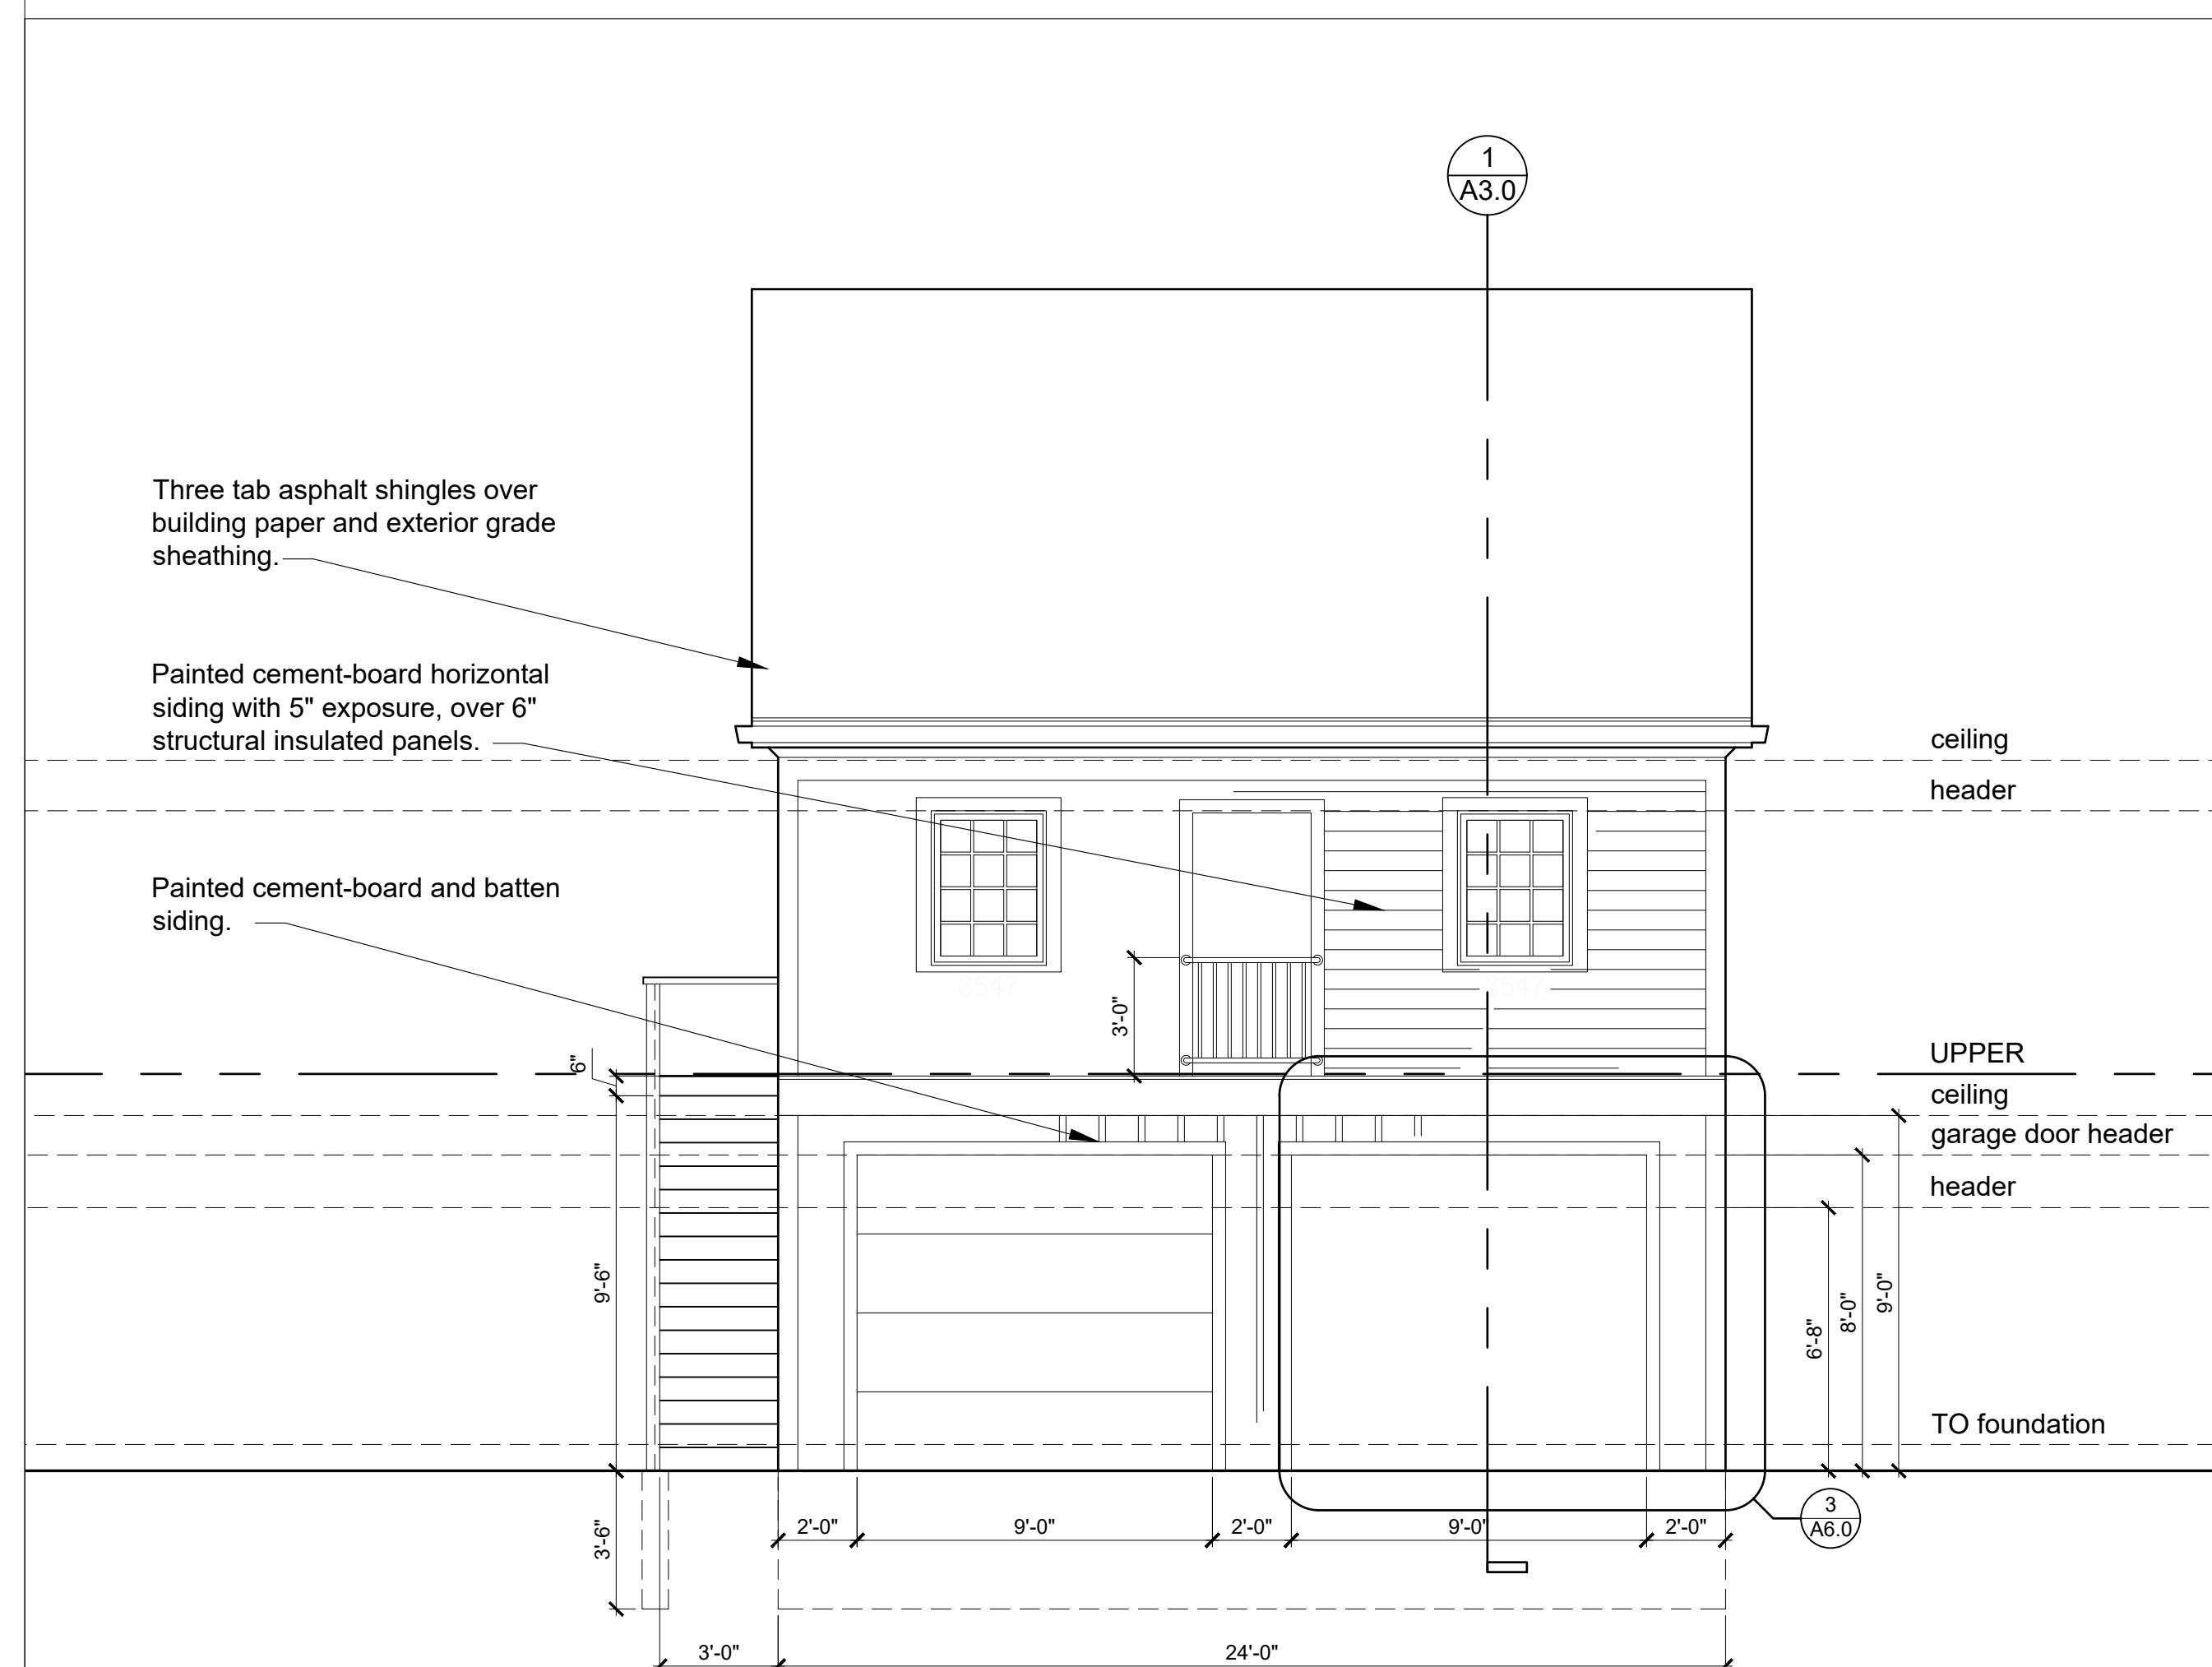 1
A3.0
Three tab asphalt shingles over
building paper and exterior grade
sheathing.
Painted cement-board horizontal
siding with 5" exposure, over 6"
structural insulated panels.
ceiling
header
Painted cement-board and batten
siding.
3547
3547
3'-0"
6"
UPPER
ceiling
garage door header
header
9'-6"
6'-8"
8'-0"
9'-0"
TO foundation
3'-6"
2'-0"
9'-0"
2'-0"
9'-0"
2'-0"
3
A6.0
3'-0"
24'-0"